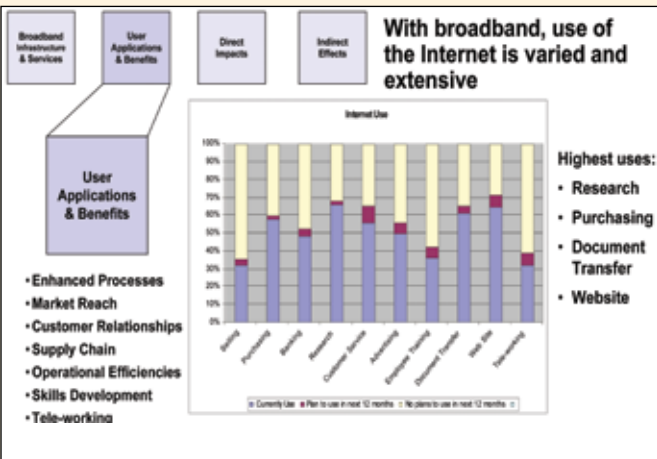 Broadband
Infrastructure
& Services
User
Applications
& Benefits
Direct
Impacts
Indirect
Effects
With broadband, use of
the Internet is varied and
extensive
User
Applications
& Benefits
• Enhanced Processes
• Market Reach
• Customer Relationships
• Supply Chain
• Operational Efficiencies
• Skills Development
• Tele-working
Internet Use
100%
90%
80%
70%
60%
50%
40%
30%
20%
10%
0%
Selling
Purchasing
Banking
Research
Customer Service
Advertising
Employee Training
Document Transfer
Web Site
Tele-working
Currently Use
Plan to use in next 12 months
No plans to use in next 12 months
Highest uses:
• Research
• Purchasing
• Document
Transfer
• Website